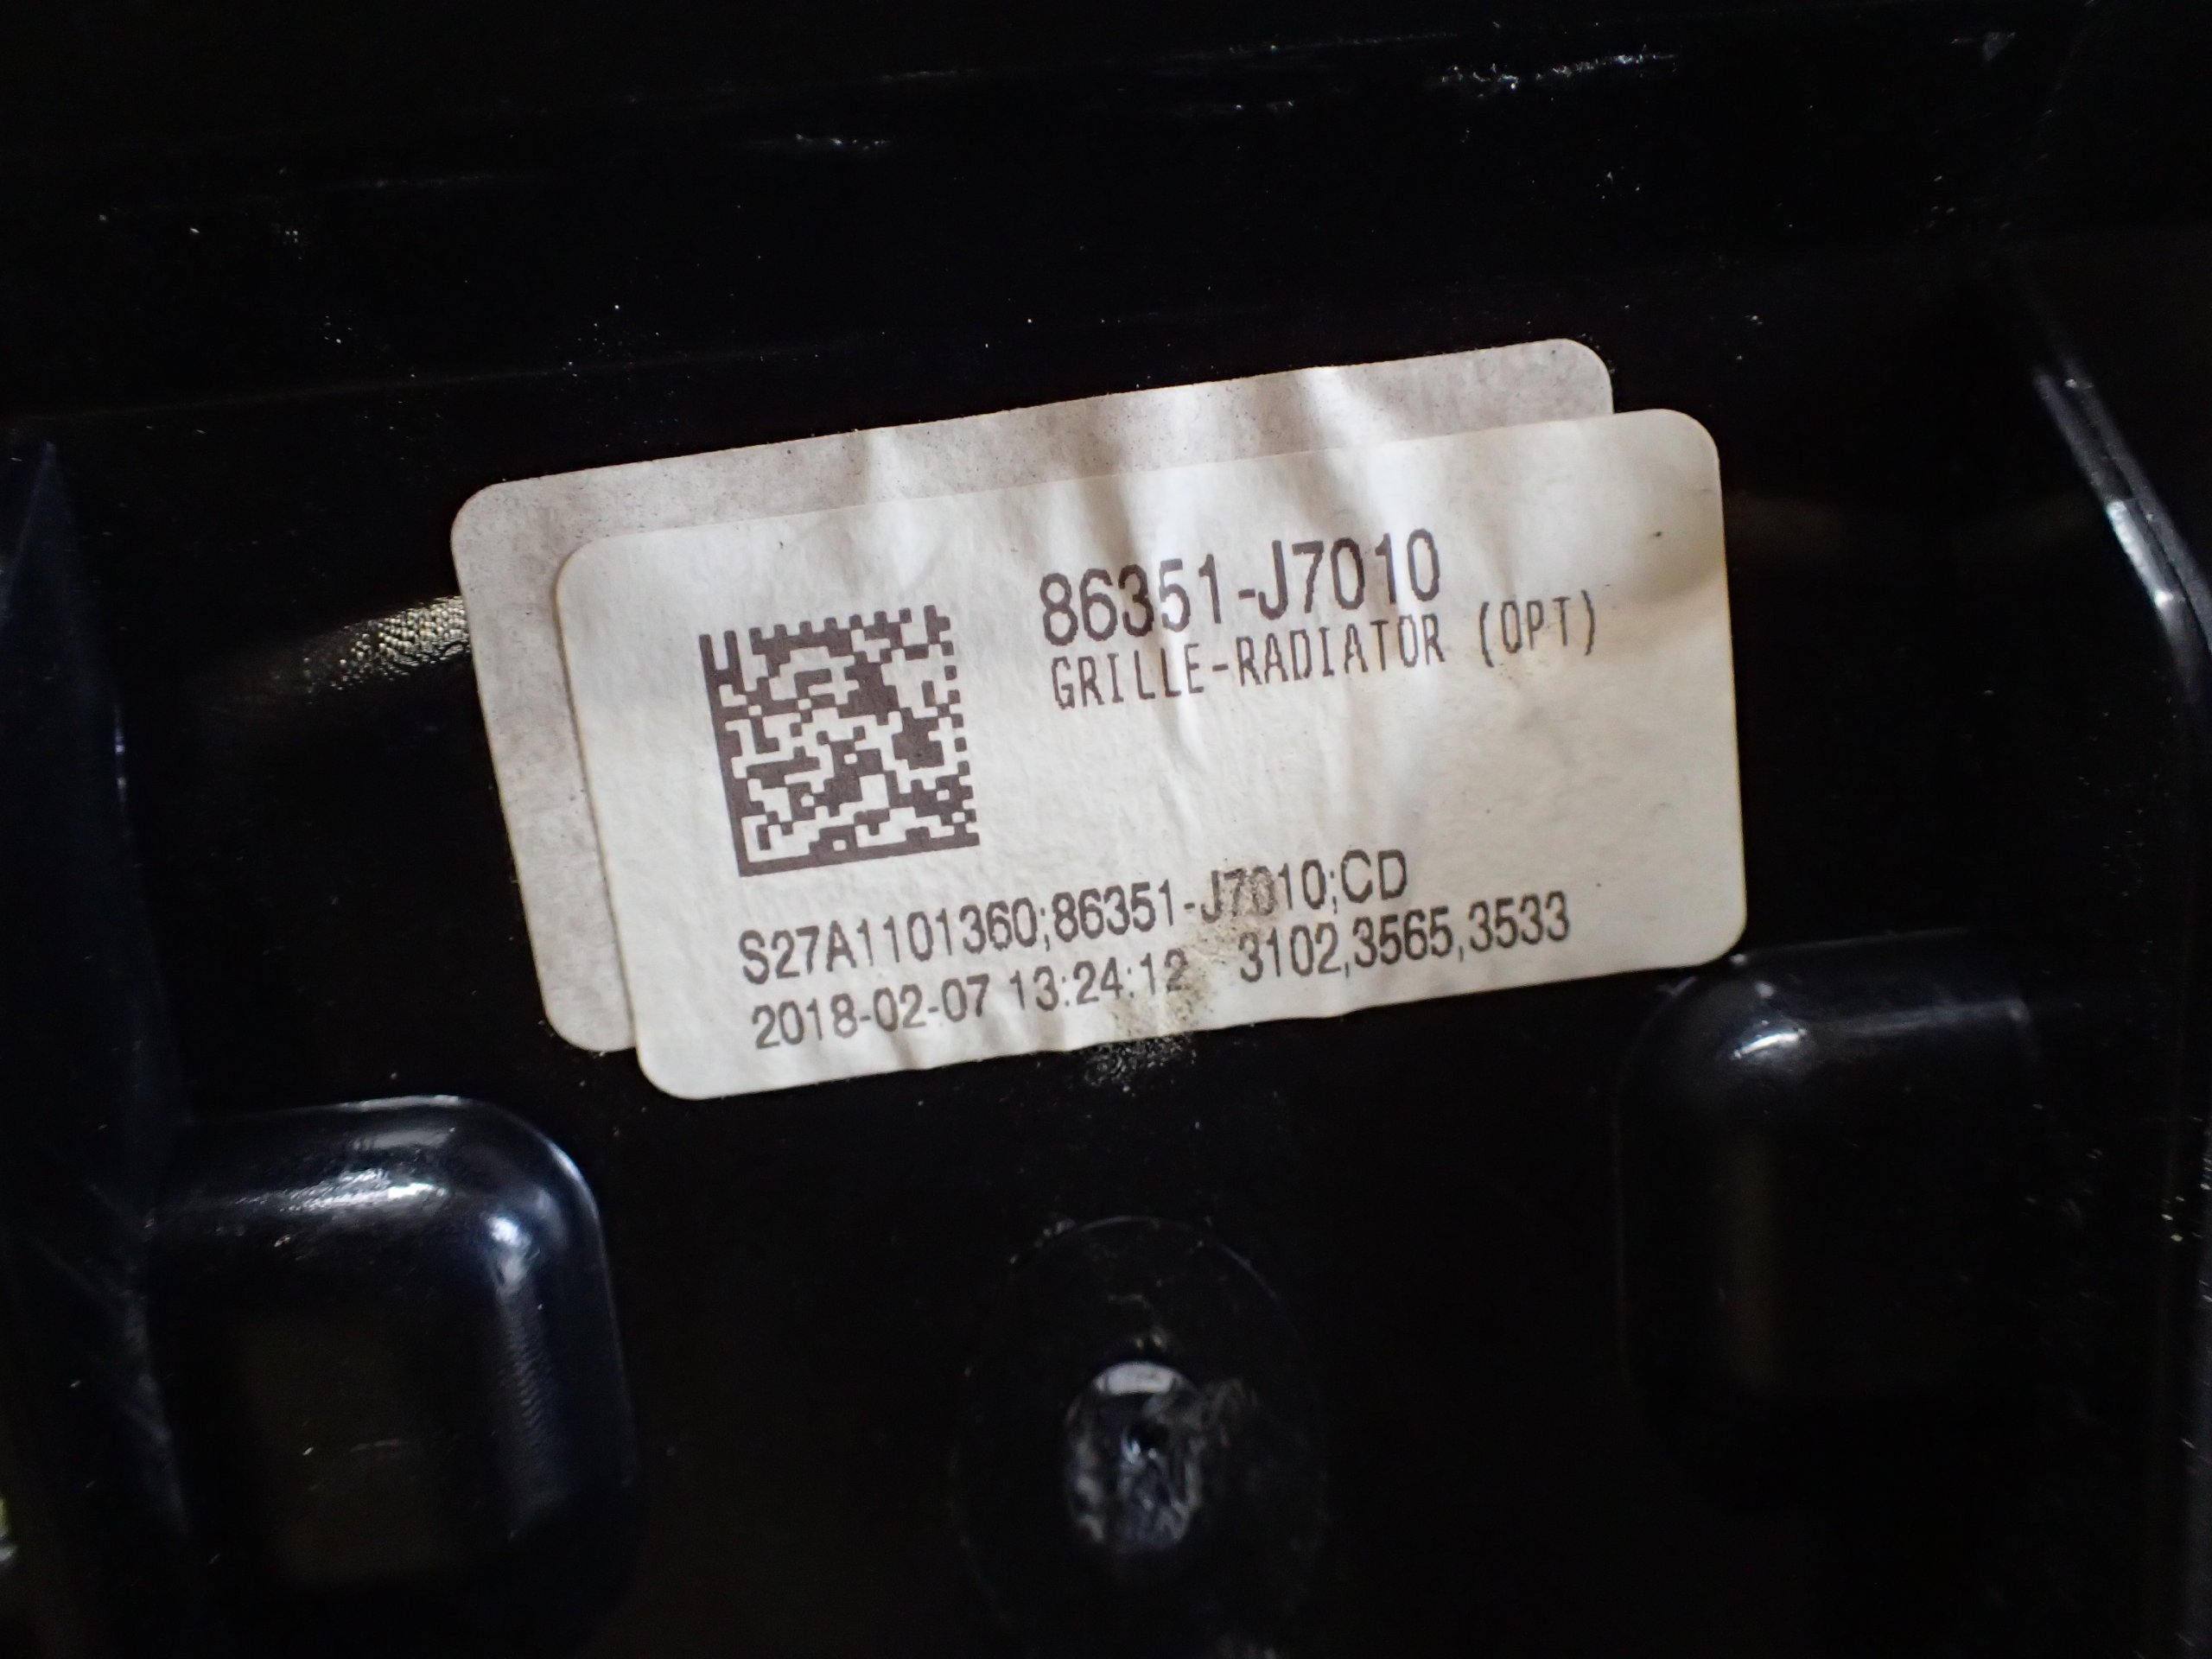 86351-J7010
GRILLE-RADIATOR (OPT)
S27A1101360;86351-J7010;CD
2018-02-07 13:24:12 3102,3565,3533